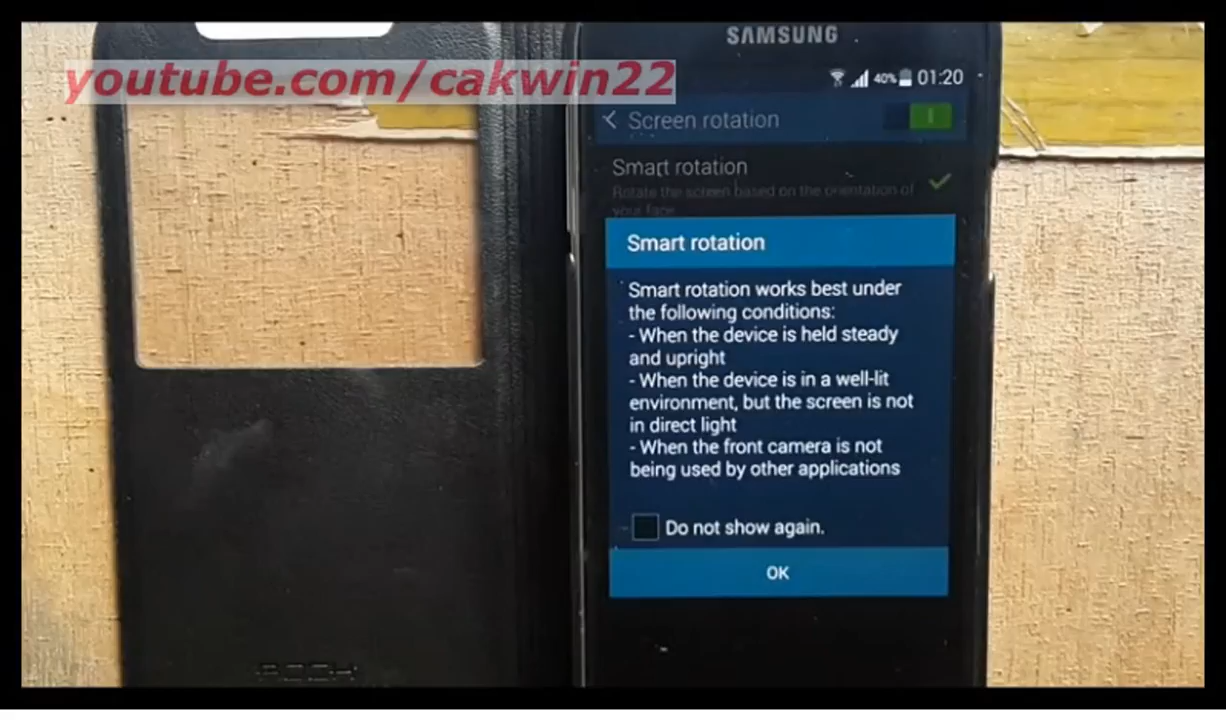 SAMSUNG
youtube.com/cakwin22
40% 01:20
Screen rotation
Smart rotation
Rotate the screen based on the orientation of
your face
Smart rotation
Smart rotation works best under
the following conditions:
- When the device is held steady
and upright
- When the device is in a well-lit
environment, but the screen is not
in direct light
- When the front camera is not
being used by other applications
Do not show again.
OK